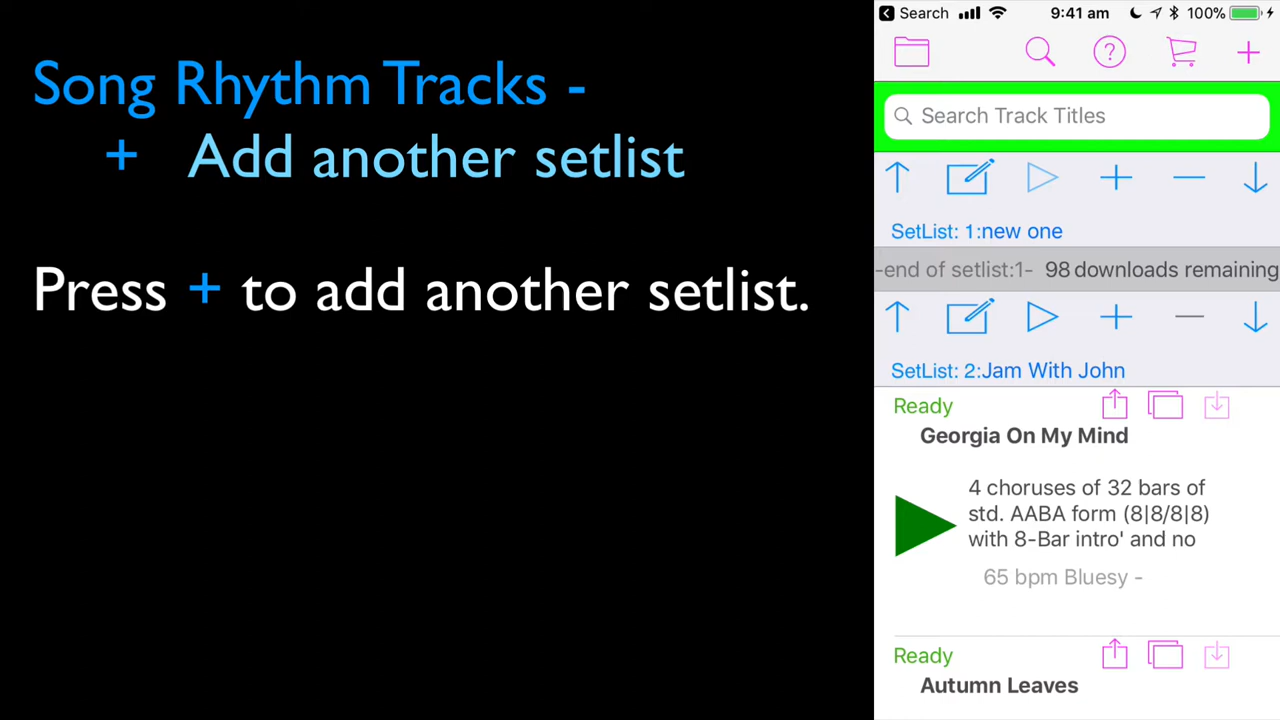 Song Rhythm Tracks -
+ Add another setlist
Press + to add another setlist.
Search 9:41 am 100%
Search Track Titles
SetList: 1:new one
-end of setlist:1- 98 downloads remaining
SetList: 2:Jam With John
Ready
Georgia On My Mind
4 choruses of 32 bars of
std. AABA form (8|8/8|8)
with 8-Bar intro' and no
65 bpm Bluesy -
Ready
Autumn Leaves